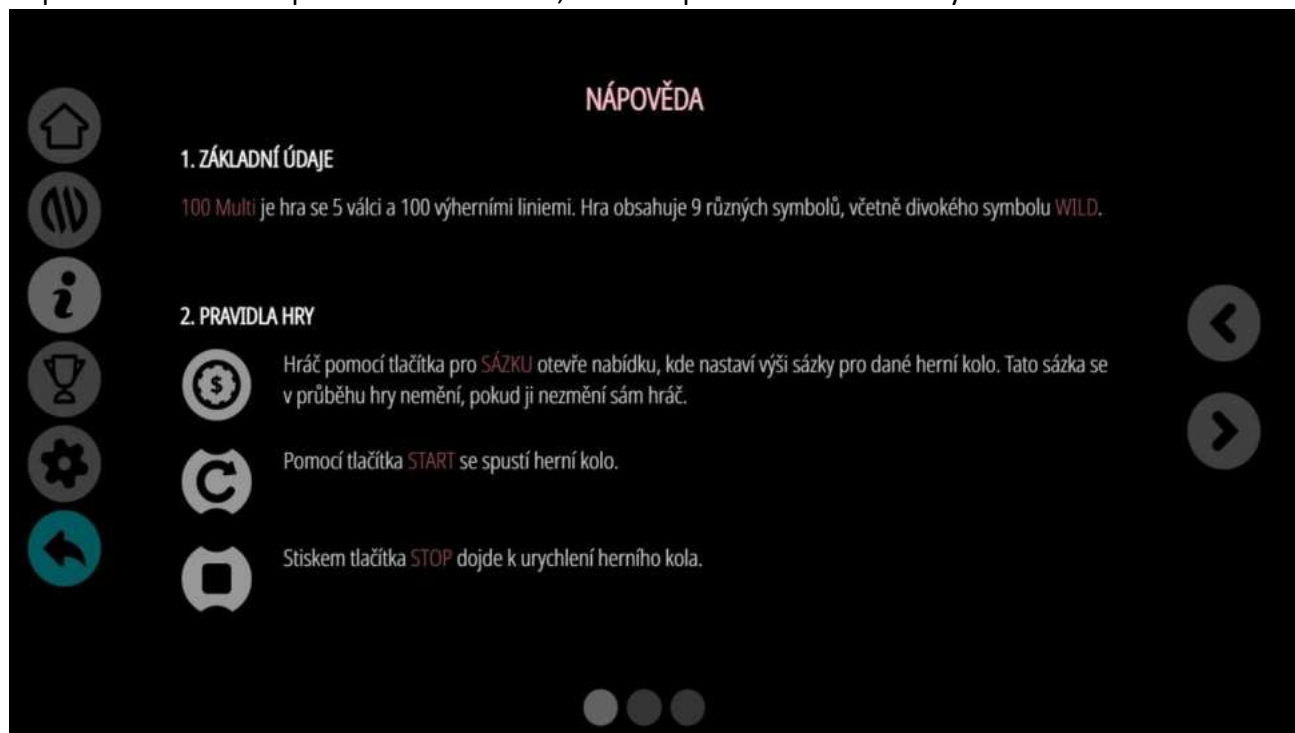 NÁPOVĚDA
1. ZÁKLADNÍ ÚDAJE
100 Multi je hra se 5 válci a 100 výherními liniemi. Hra obsahuje 9 různých symbolů, včetně divokého symbolu WILD.
2. PRAVIDLA HRY
$
Hráč pomocí tlačítka pro SÁZKU otevře nabídku, kde nastaví výši sázky pro dané herní kolo. Tato sázka se
v průběhu hry nemění, pokud ji nezmění sám hráč.
Pomocí tlačítka START se spustí herní kolo.
Stiskem tlačítka STOP dojde k urychlení herního kola.